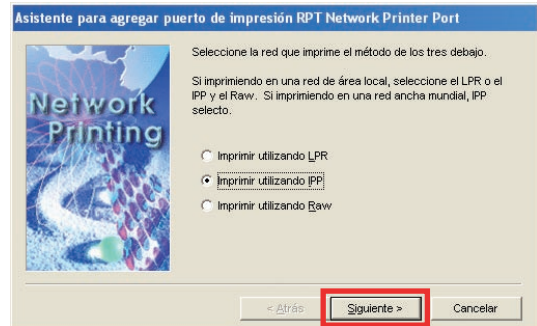 Asistente para agregar puerto de impresión RPT Network Printer Port
Seleccione la red que imprime el método de los tres debajo.
Si imprimiendo en una red de área local, seleccione el LPR o el
IPP y el Raw. Si imprimiendo en una red ancha mundial, IPP
selecto.
Network
Printing
Imprimir utilizando LPR
Imprimir utilizando IPP
Imprimir utilizando Raw
< Atrás
Siguiente >
Cancelar